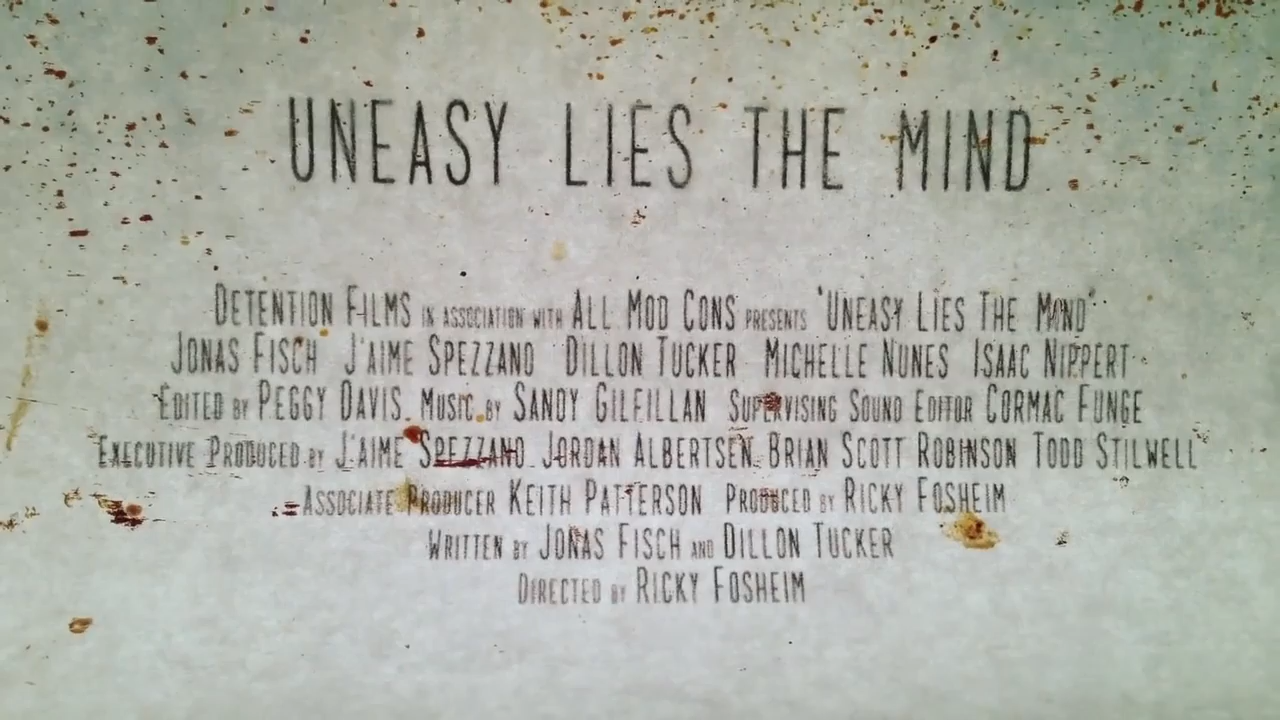 UNEASY LIES THE MIND
DETENTION FILMS IN ASSOCIATION WITH ALL MOD CONS PRESENTS "UNEASY LIES THE MIND"
JONAS FISCH J'AIME SPEZZANO DILLON TUCKER MICHELLE NUNES ISAAC NIPPERT
EDITED BY PEGGY DAVIS MUSIC BY SANDY GILFILLAN SUPERVISING SOUND EDITOR CORMAC FUNGE
EXECUTIVE PRODUCED BY J'AIME SPEZZANO JORDAN ALBERTSEN BRIAN SCOTT ROBINSON TODD STILWELL
ASSOCIATE PRODUCER KEITH PATTERSON PRODUCED BY RICKY FOSHEIM
WRITTEN BY JONAS FISCH AND DILLON TUCKER
DIRECTED BY RICKY FOSHEIM